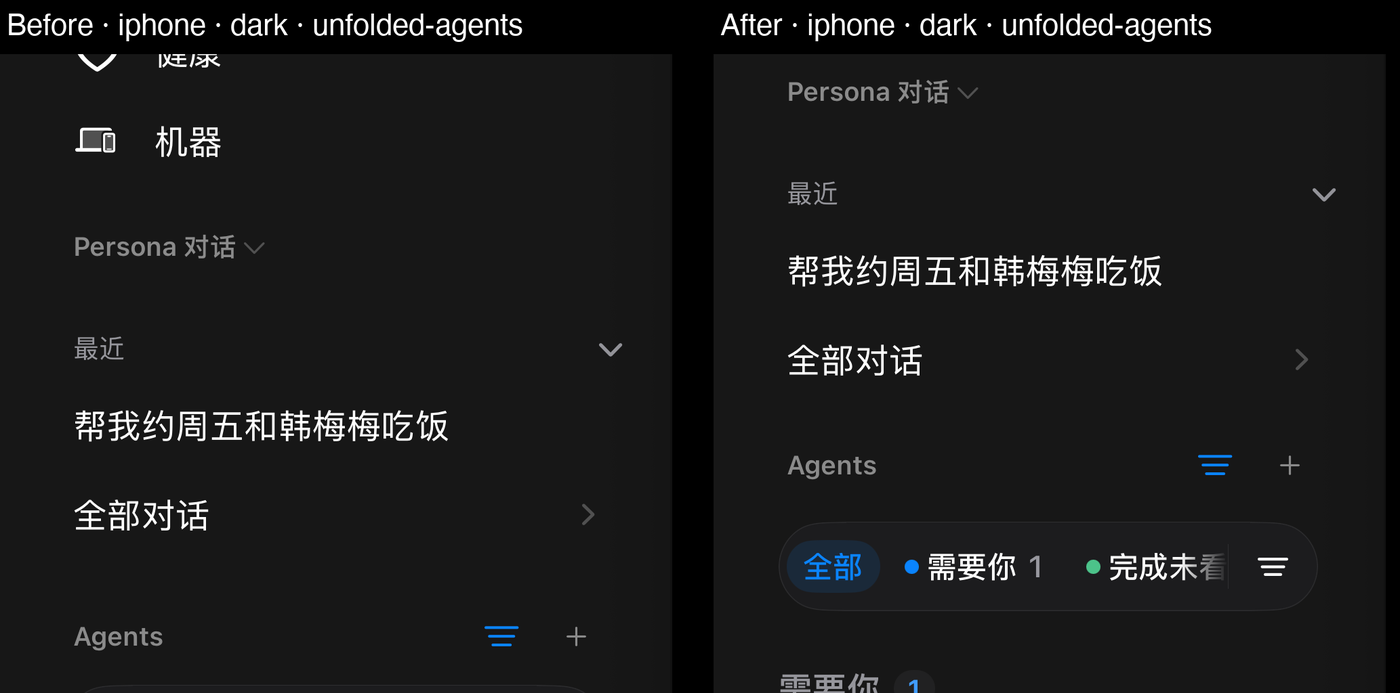 Before · iphone · dark · unfolded-agents
健康
机器
Persona 对话
最近
帮我约周五和韩梅梅吃饭
全部对话
Agents
After · iphone · dark · unfolded-agents
Persona 对话
最近
帮我约周五和韩梅梅吃饭
全部对话
Agents
全部 需要你 1 完成未看
需要你 1